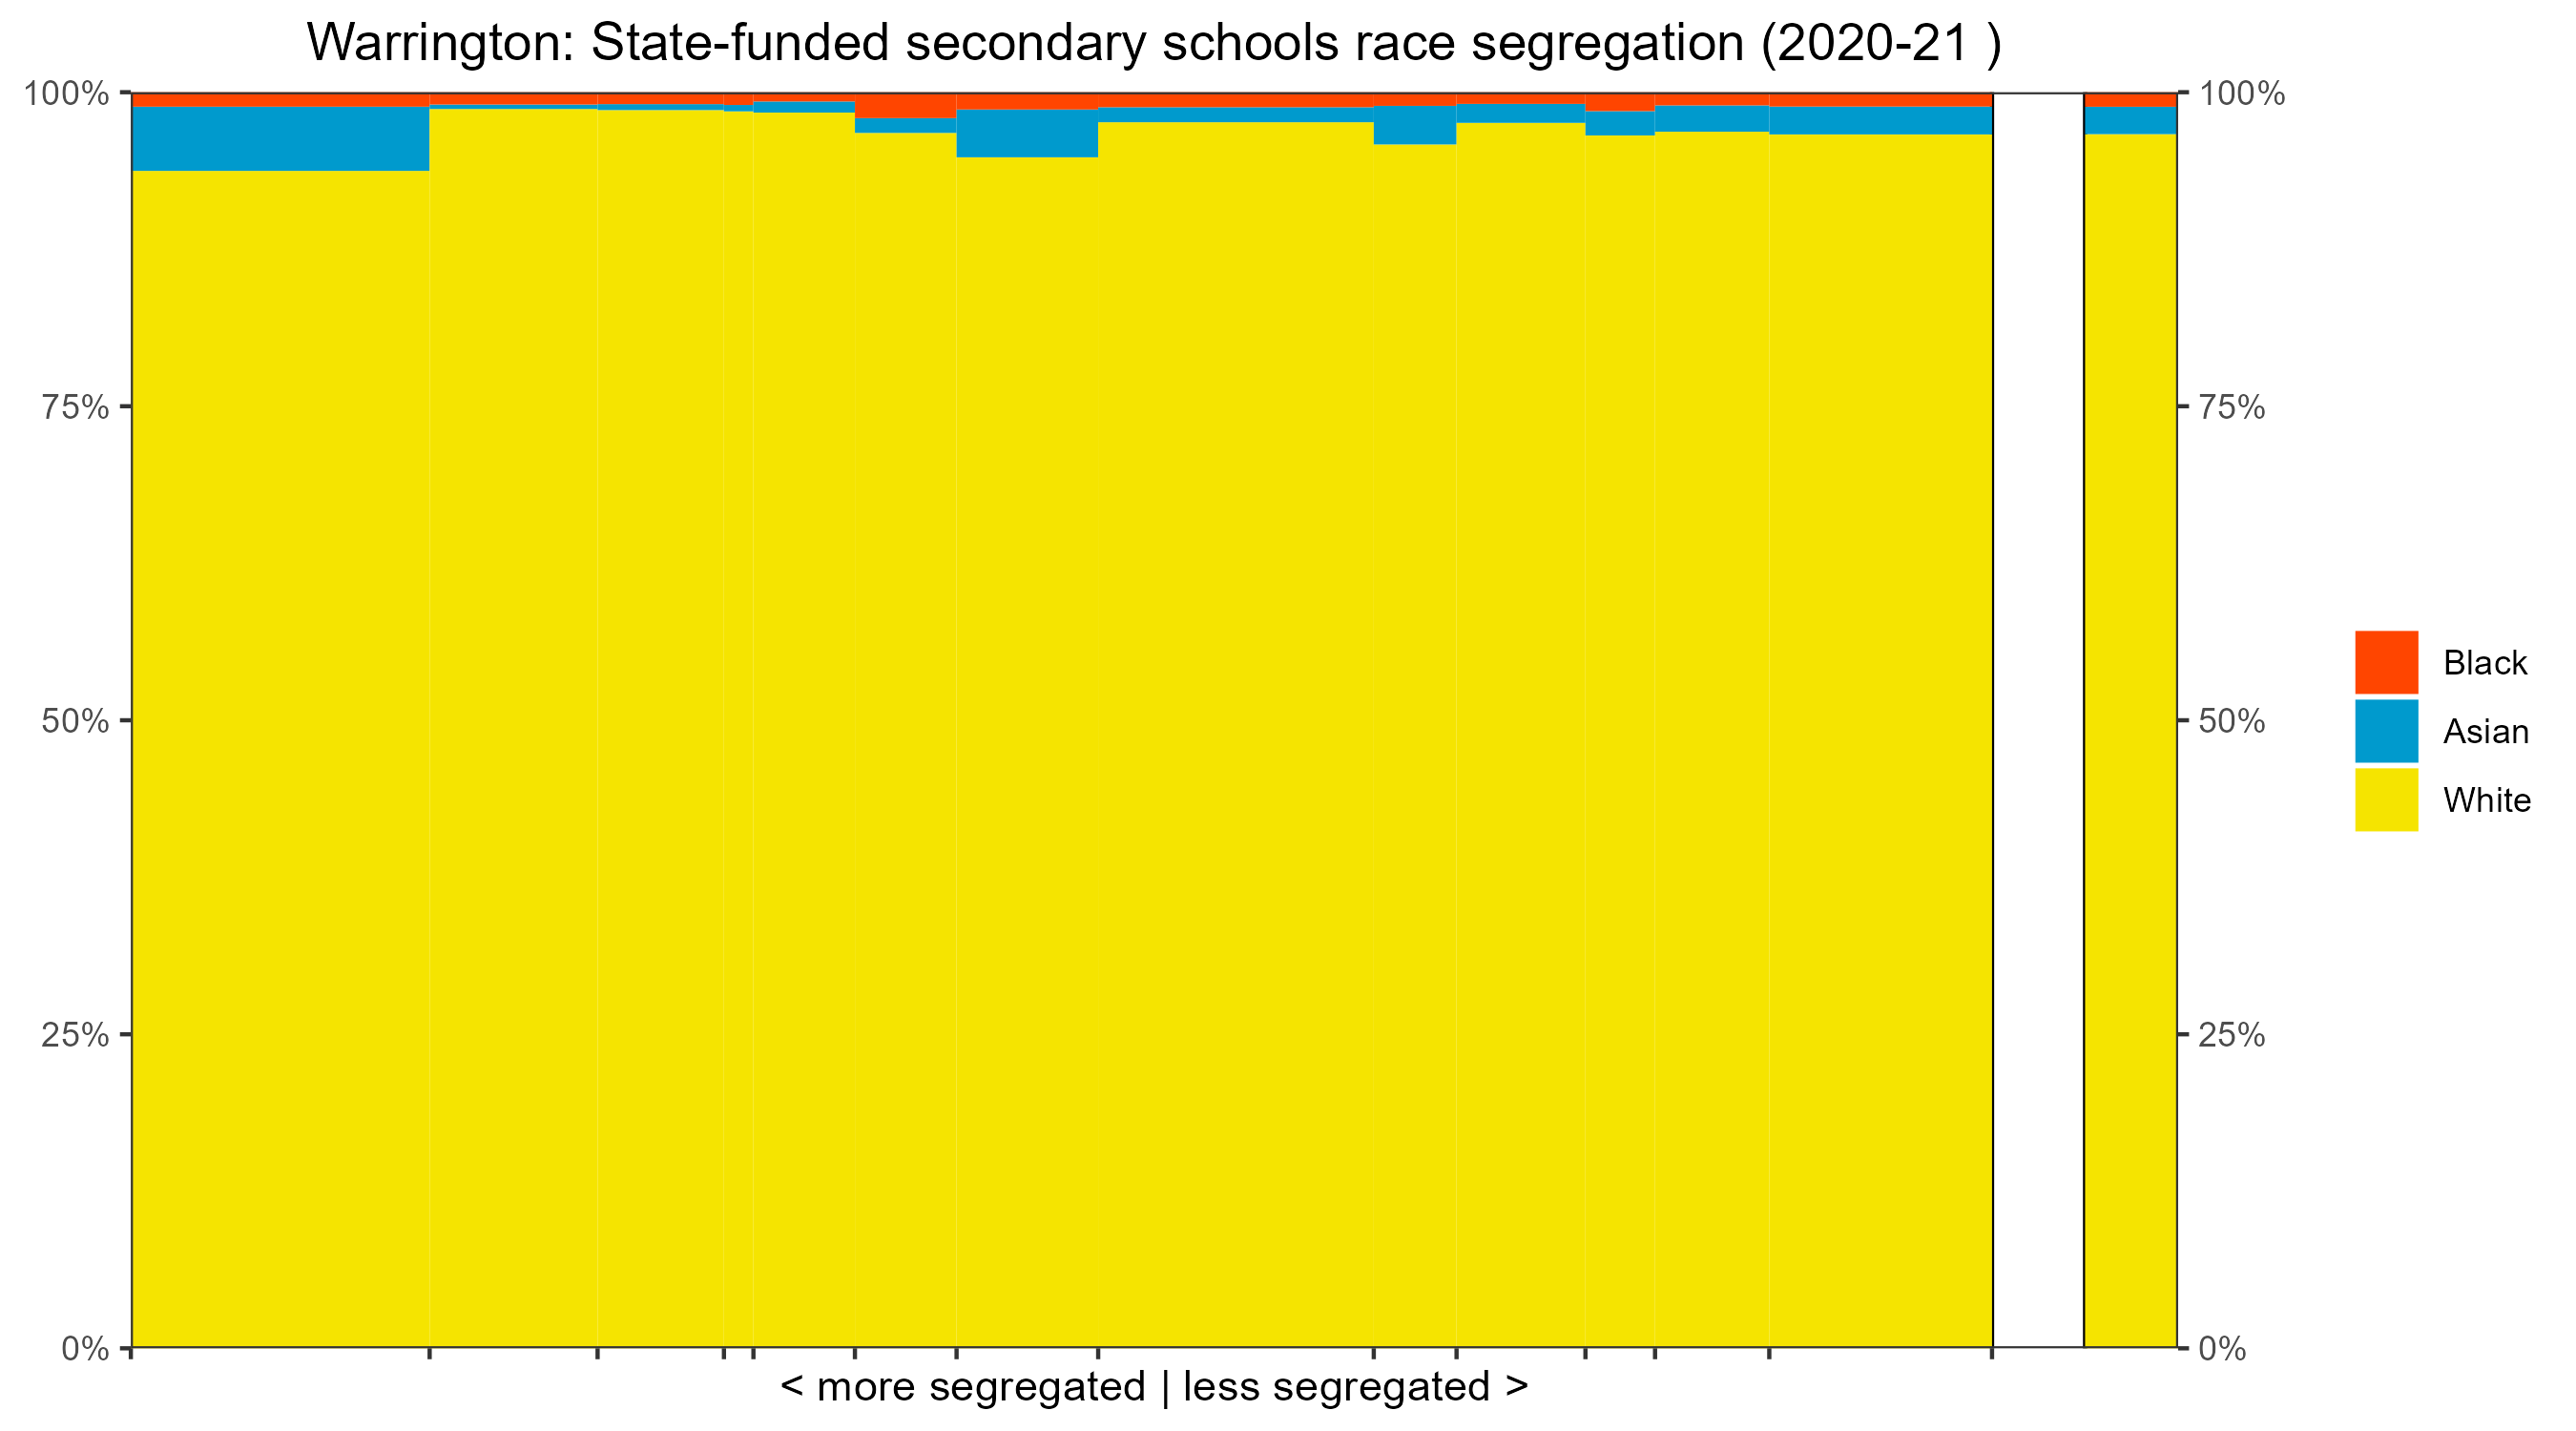 Warrington: State-funded secondary schools race segregation (2020-21 )
100%
75%
50%
25%
0%
100%
75%
50%
25%
0%
Black
Asian
White
< more segregated | less segregated >